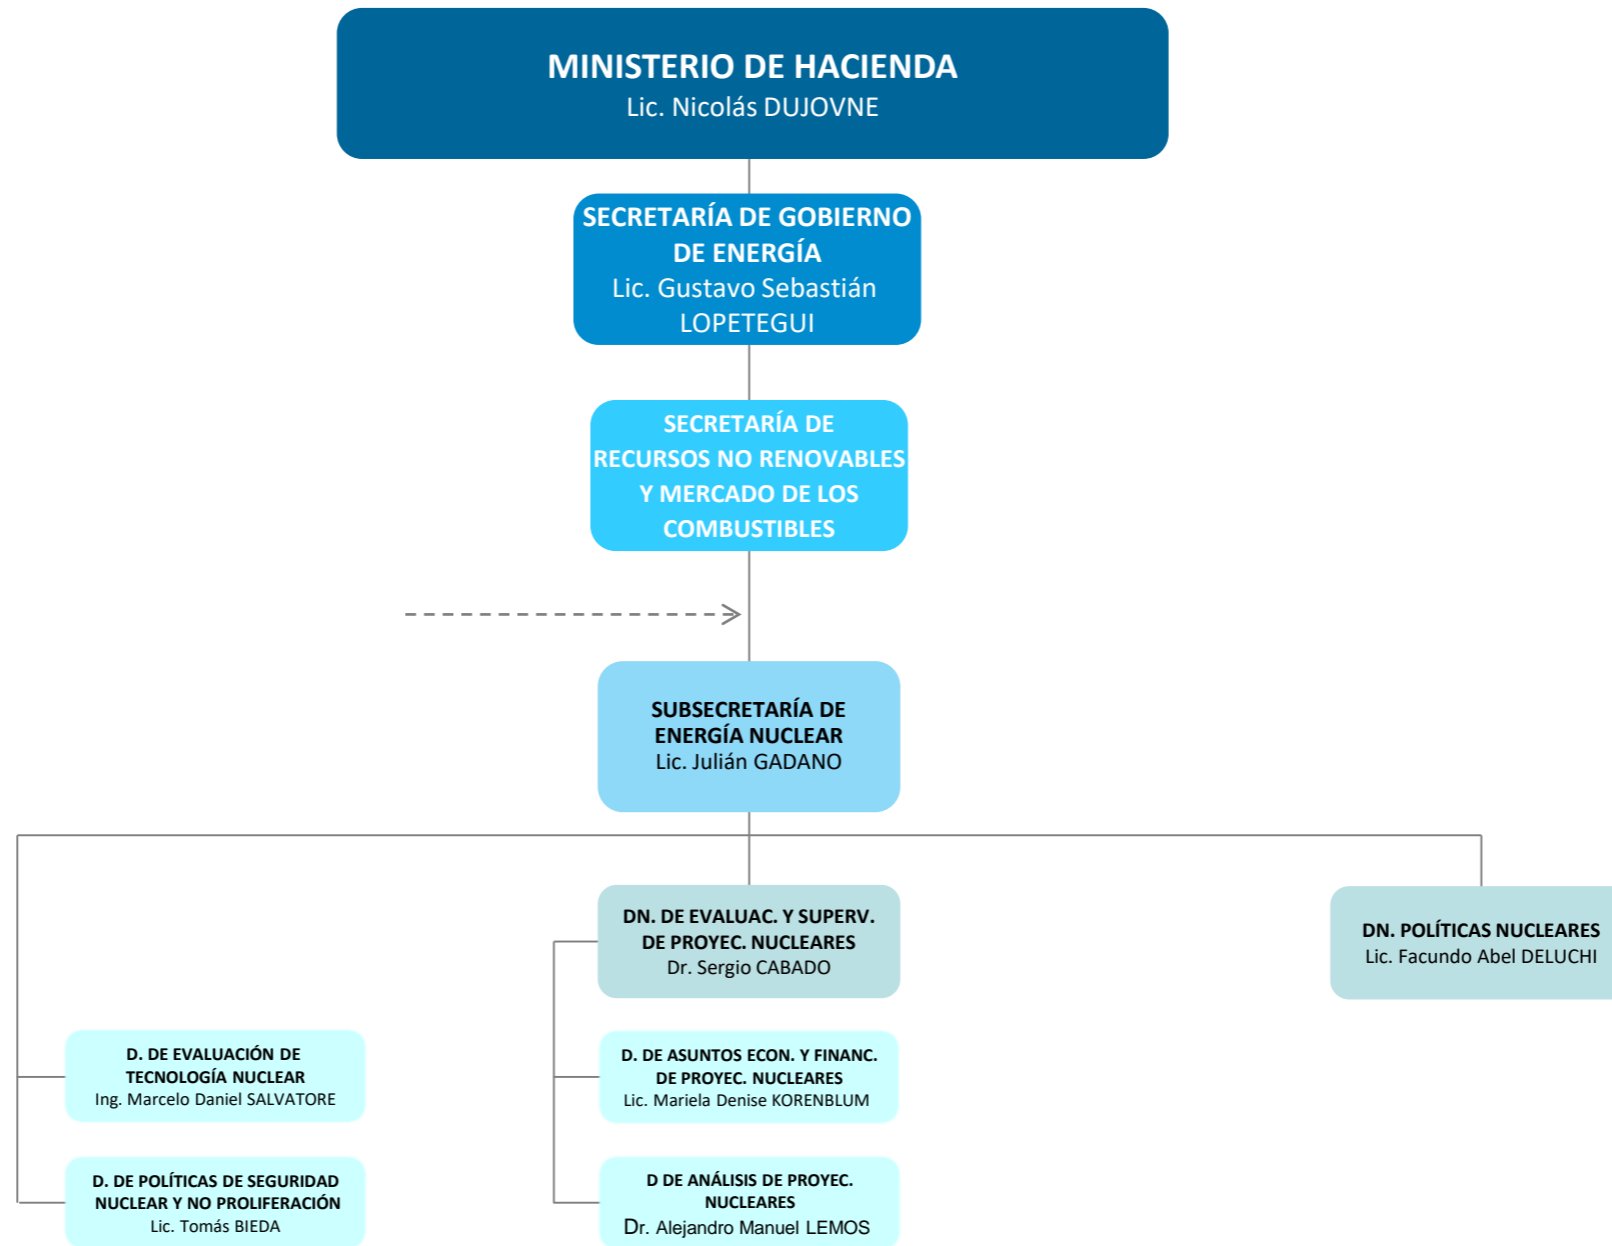 MINISTERIO DE HACIENDA
Lic. Nicolás DUJOVNE
SECRETARÍA DE GOBIERNO
DE ENERGÍA
Lic. Gustavo Sebastián
LOPETEGUI
SECRETARÍA DE
RECURSOS NO RENOVABLES
Y MERCADO DE LOS
COMBUSTIBLES
SUBSECRETARÍA DE
ENERGÍA NUCLEAR
Lic. Julián GADANO
DN. DE EVALUAC. Y SUPERV.
DE PROYEC. NUCLEARES
Dr. Sergio CABADO
DN. POLÍTICAS NUCLEARES
Lic. Facundo Abel DELUCHI
D. DE EVALUACIÓN DE
TECNOLOGÍA NUCLEAR
Ing. Marcelo Daniel SALVATORE
D. DE ASUNTOS ECON. Y FINANC.
DE PROYEC. NUCLEARES
Lic. Mariela Denise KORENBLUM
D. DE POLÍTICAS DE SEGURIDAD
NUCLEAR Y NO PROLIFERACIÓN
Lic. Tomás BIEDA
D DE ANÁLISIS DE PROYEC.
NUCLEARES
Dr. Alejandro Manuel LEMOS